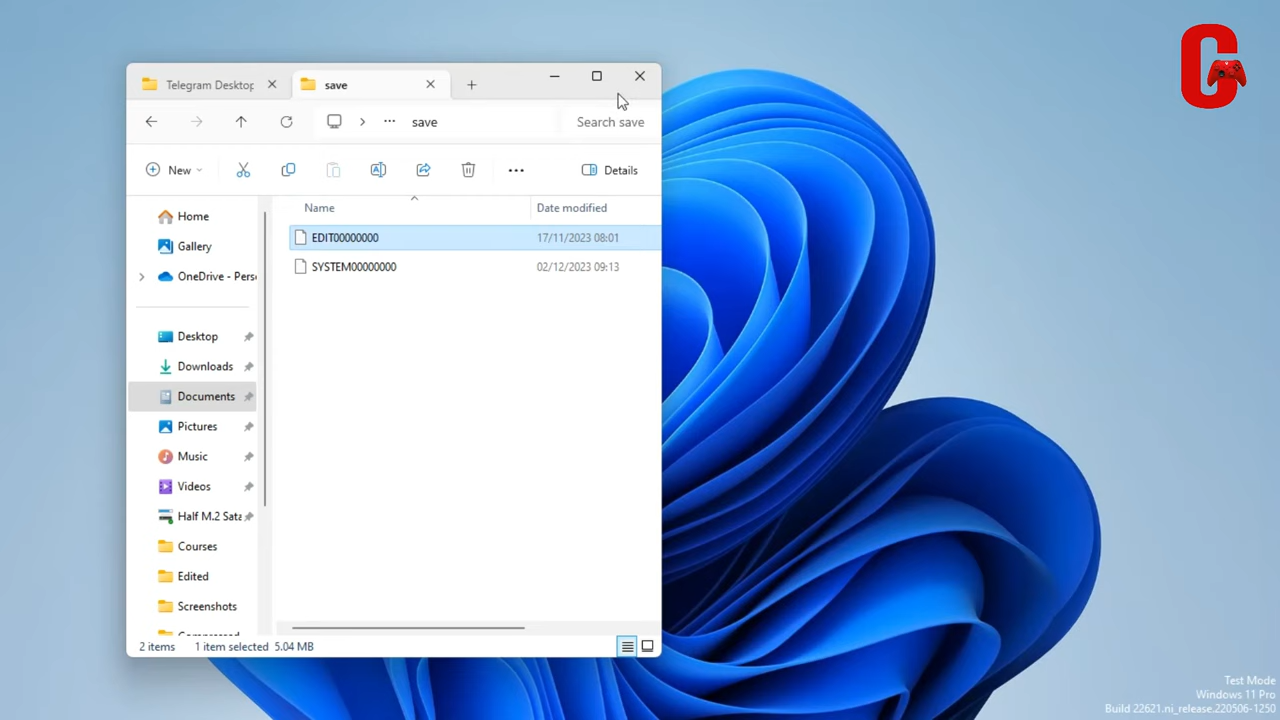 Telegram Desktop
save
save
Search save
New
Details
Name
Date modified
Home
Gallery
OneDrive - Pers
Desktop
Downloads
Documents
Pictures
Music
Videos
Half M.2 Sata
Courses
Edited
Screenshots
Compressed
EDIT00000000
17/11/2023 08:01
SYSTEM00000000
02/12/2023 09:13
2 items
1 item selected 5.04 MB
G
Test Mode
Windows 11 Pro
Build 22621.ni_release.220506-1250